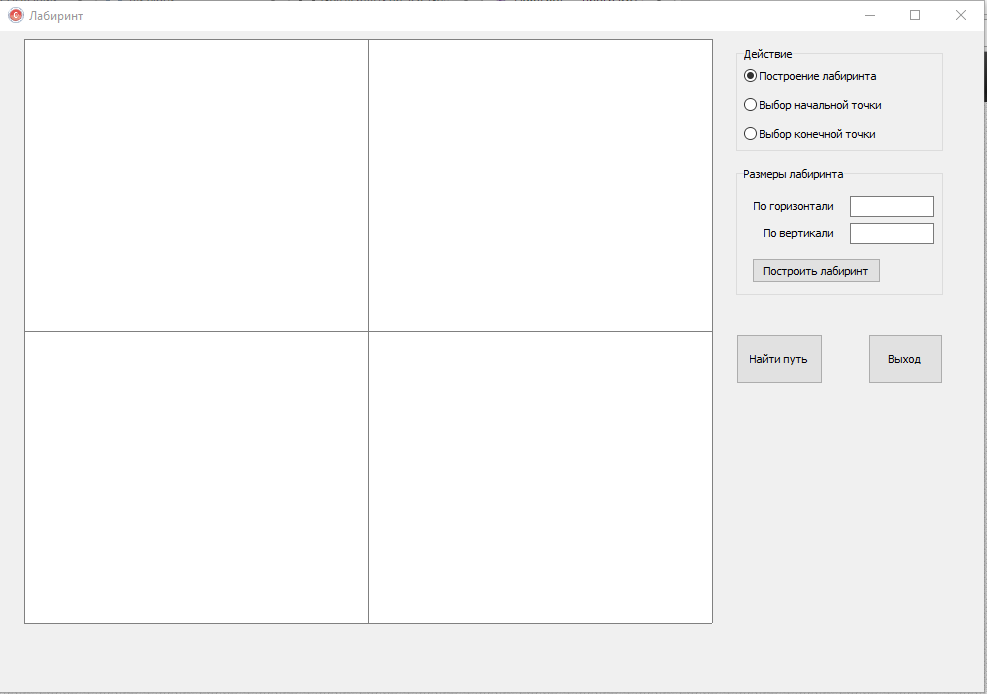 Лабиринт
Действие
Построение лабиринта
Выбор начальной точки
Выбор конечной точки
Размеры лабиринта
По горизонтали
По вертикали
Построить лабиринт
Найти путь
Выход